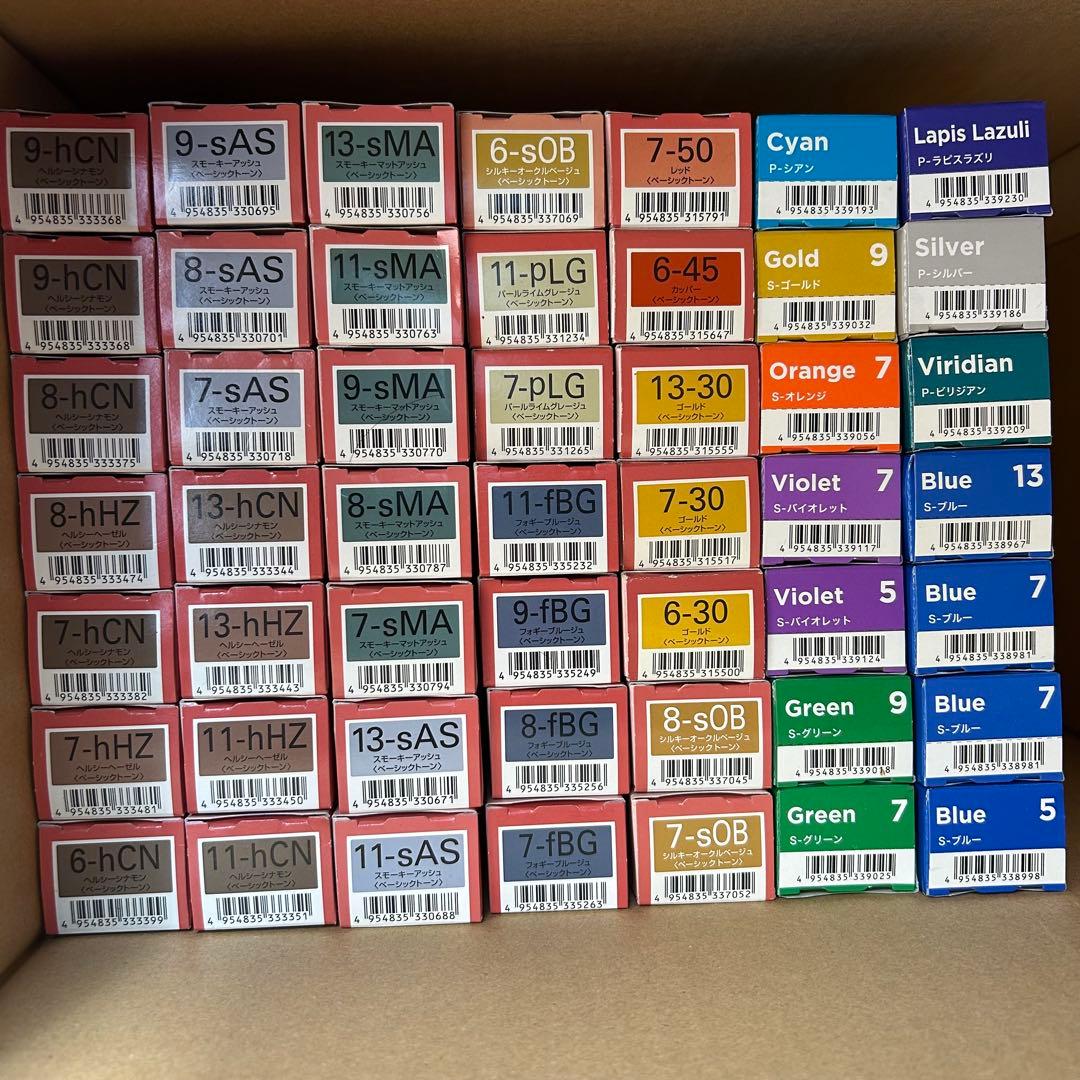 9-hCN
ヘルシーシナモン
〈ベーシックトーン〉
4 954835 333368
9-hCN
ヘルシーシナモン
〈ベーシックトーン〉
4 954835 333368
8-hCN
ヘルシーシナモン
〈ベーシックトーン〉
4 954835 333375
8-hHZ
ヘルシーヘーゼル
〈ベーシックトーン〉
4 954835 333474
7-hCN
ヘルシーシナモン
〈ベーシックトーン〉
4 954835 333382
7-hHZ
ヘルシーヘーゼル
〈ベーシックトーン〉
4 954835 333481
6-hCN
ヘルシーシナモン
〈ベーシックトーン〉
4 954835 333399
9-sAS
スモーキーアッシュ
〈ベーシックトーン〉
4 954835 330695
8-sAS
スモーキーアッシュ
〈ベーシックトーン〉
4 954835 330701
7-sAS
スモーキーアッシュ
〈ベーシックトーン〉
4 954835 330718
13-hCN
ヘルシーシナモン
〈ベーシックトーン〉
4 954835 333344
13-hHZ
ヘルシーヘーゼル
〈ベーシックトーン〉
4 954835 333443
11-hHZ
ヘルシーヘーゼル
〈ベーシックトーン〉
4 954835 333450
11-hCN
ヘルシーシナモン
〈ベーシックトーン〉
4 954835 333351
13-sMA
スモーキーマットアッシュ
〈ベーシックトーン〉
4 954835 330756
11-sMA
スモーキーマットアッシュ
〈ベーシックトーン〉
4 954835 330763
9-sMA
スモーキーマットアッシュ
〈ベーシックトーン〉
4 954835 330770
8-sMA
スモーキーマットアッシュ
〈ベーシックトーン〉
4 954835 330787
7-sMA
スモーキーマットアッシュ
〈ベーシックトーン〉
4 954835 330794
13-sAS
スモーキーアッシュ
〈ベーシックトーン〉
4 954835 330671
11-sAS
スモーキーアッシュ
〈ベーシックトーン〉
4 954835 330688
6-sOB
シルキーオークルベージュ
〈ベーシックトーン〉
4 954835 337069
11-pLG
パールライムグレージュ
〈ベーシックトーン〉
4 954835 331234
7-pLG
パールライムグレージュ
〈ベーシックトーン〉
4 954835 331265
11-fBG
フォギーブルージュ
〈ベーシックトーン〉
4 954835 335232
9-fBG
フォギーブルージュ
〈ベーシックトーン〉
4 954835 335249
8-fBG
フォギーブルージュ
〈ベーシックトーン〉
4 954835 335256
7-fBG
フォギーブルージュ
〈ベーシックトーン〉
4 954835 335263
7-50
レッド
〈ベーシックトーン〉
4 954835 315791
6-45
カッパー
〈ベーシックトーン〉
4 954835 315647
13-30
ゴールド
〈ベーシックトーン〉
4 954835 315555
7-30
ゴールド
〈ベーシックトーン〉
4 954835 315517
6-30
ゴールド
〈ベーシックトーン〉
4 954835 315500
8-sOB
シルキーオークルベージュ
〈ベーシックトーン〉
4 954835 337045
7-sOB
シルキーオークルベージュ
〈ベーシックトーン〉
4 954835 337052
Cyan
P-シアン
4 954835 339193
Gold 9
S-ゴールド
4 954835 339032
Orange 7
S-オレンジ
4 954835 339056
Violet 7
S-バイオレット
4 954835 339117
Violet 5
S-バイオレット
4 954835 339124
Green 9
S-グリーン
4 954835 339018
Green 7
S-グリーン
4 954835 339025
Lapis Lazuli
P-ラピスラズリ
4 954835 339230
Silver
P-シルバー
4 954835 339186
Viridian
P-ビリジアン
4 954835 339209
Blue 13
S-ブルー
4 954835 338967
Blue 7
S-ブルー
4 954835 338981
Blue 7
S-ブルー
4 954835 338981
Blue 5
S-ブルー
4 954835 338998